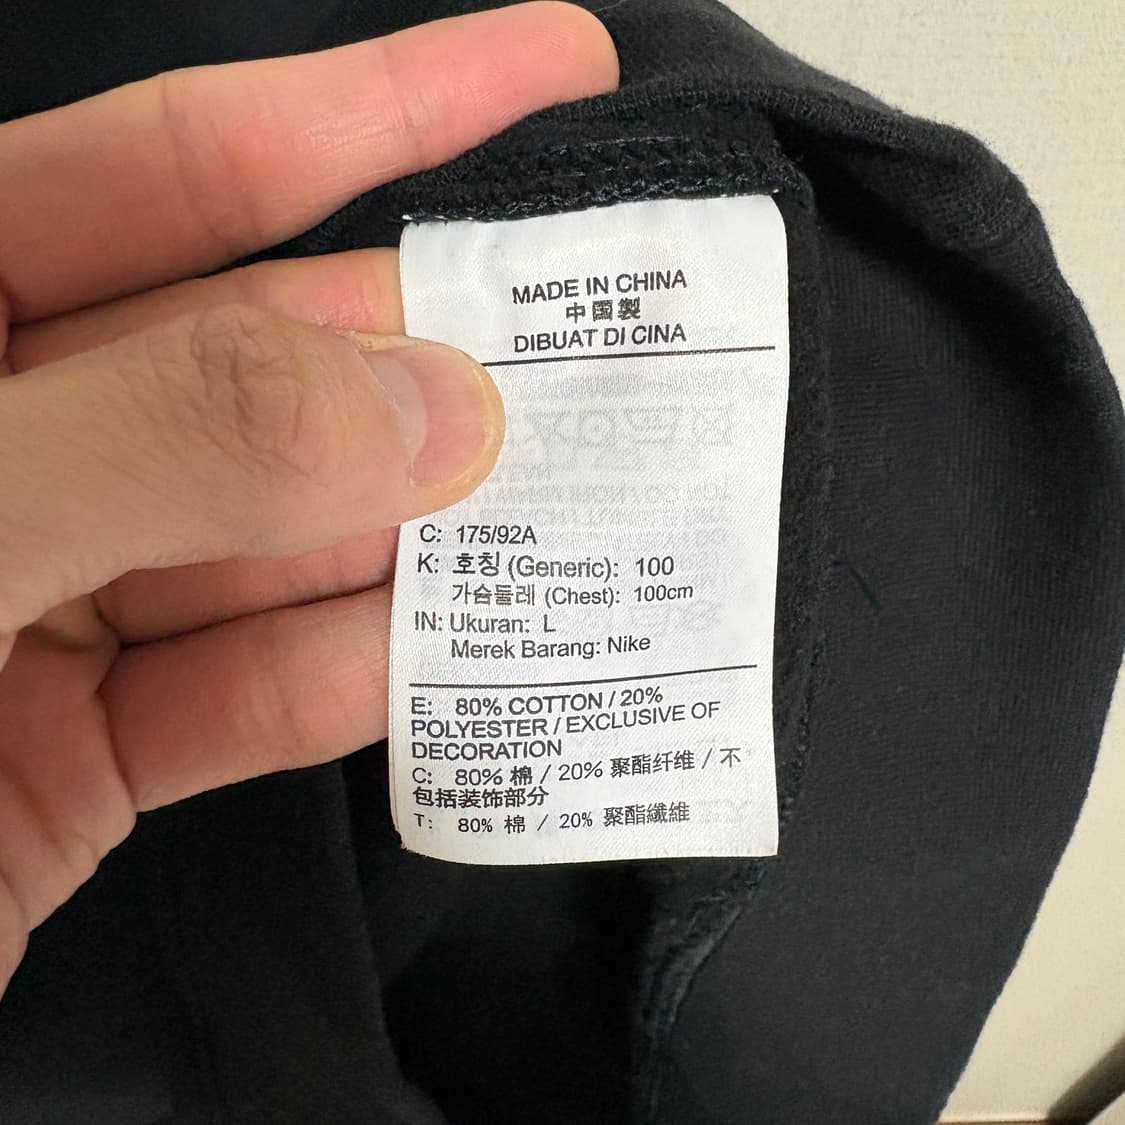 MADE IN CHINA
中国製
DIBUAT DI CINA
C: 175/92A
K: 호칭 (Generic): 100
가슴둘레 (Chest): 100cm
IN: Ukuran: L
Merek Barang: Nike
E: 80% COTTON / 20%
POLYESTER / EXCLUSIVE OF
DECORATION
C: 80% 棉 / 20% 聚酯纤维 / 不
包括装饰部分
T: 80% 棉 / 20% 聚酯纖維